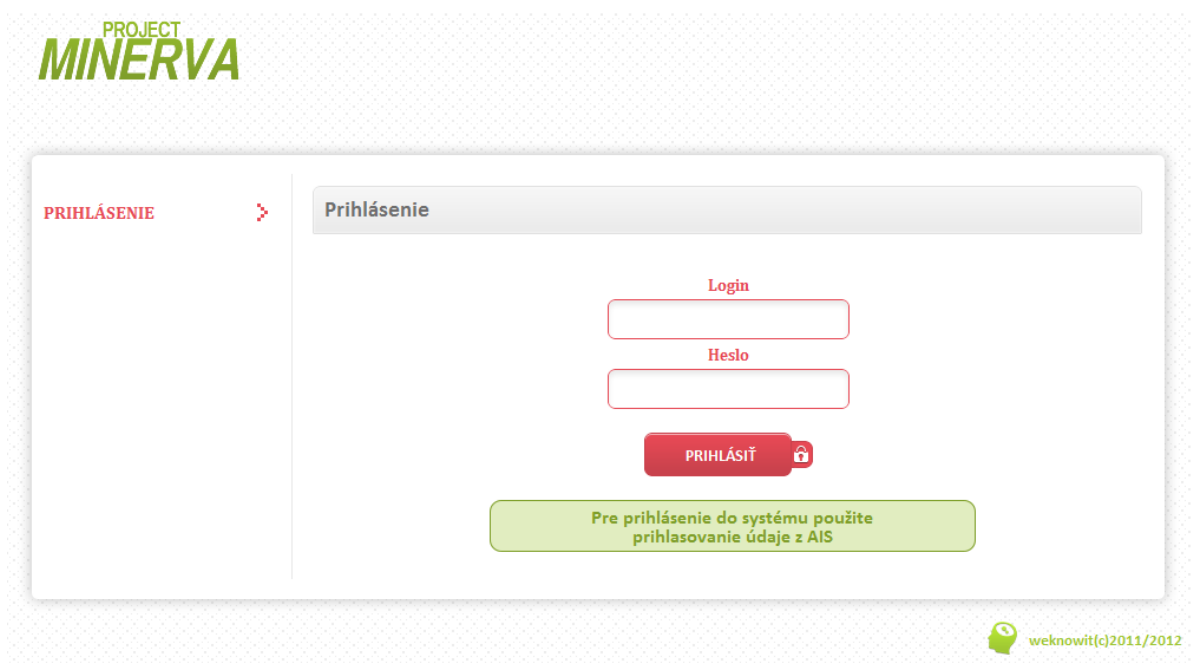 PROJECT
MINERVA
PRIHLÁSENIE
Prihlásenie
Login
Heslo
PRIHLÁSIŤ
Pre prihlásenie do systému použite
prihlasovanie údaje z AIS
weknowit(c)2011/2012